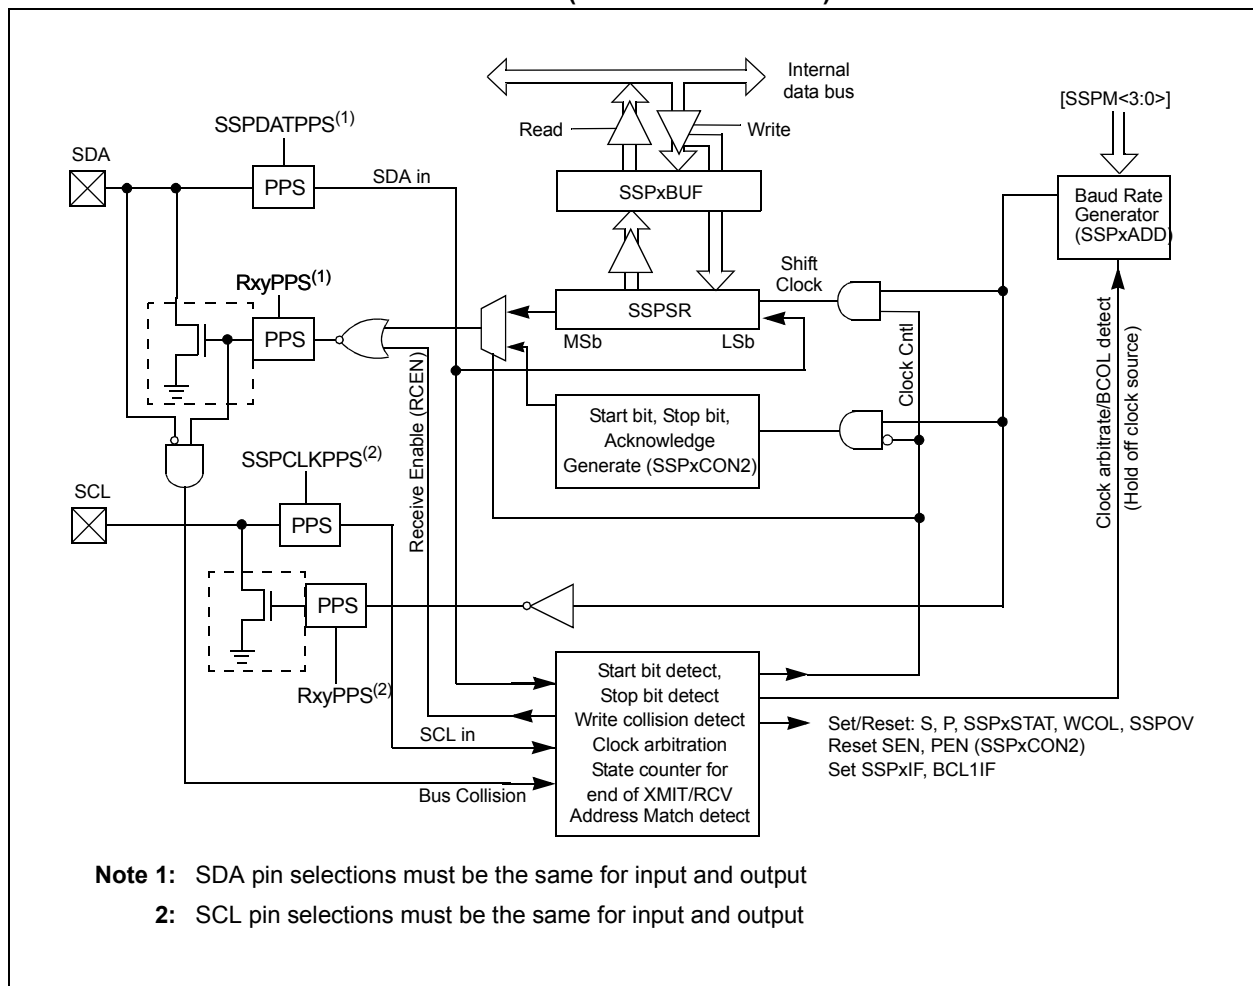 Internal
data bus
[SSPM<3:0>]
SSPDATPPS(1)
Read
Write
SDA
PPS
SDA in
SSPxBUF
Baud Rate
Generator
(SSPxADD)
RxyPPS(1)
Shift
Clock
PPS
SSPSR
MSb
LSb
Clock Cntl
Clock arbitrate/BCOL detect
(Hold off clock source)
Receive Enable (RCEN)
Start bit, Stop bit,
Acknowledge
Generate (SSPxCON2)
SSPCLKPPS(2)
SCL
PPS
PPS
RxyPPS(2)
SCL in
Bus Collision
Start bit detect,
Stop bit detect
Write collision detect
Clock arbitration
State counter for
end of XMIT/RCV
Address Match detect
Set/Reset: S, P, SSPxSTAT, WCOL, SSPOV
Reset SEN, PEN (SSPxCON2)
Set SSPxIF, BCL1IF
Note 1: SDA pin selections must be the same for input and output
2: SCL pin selections must be the same for input and output